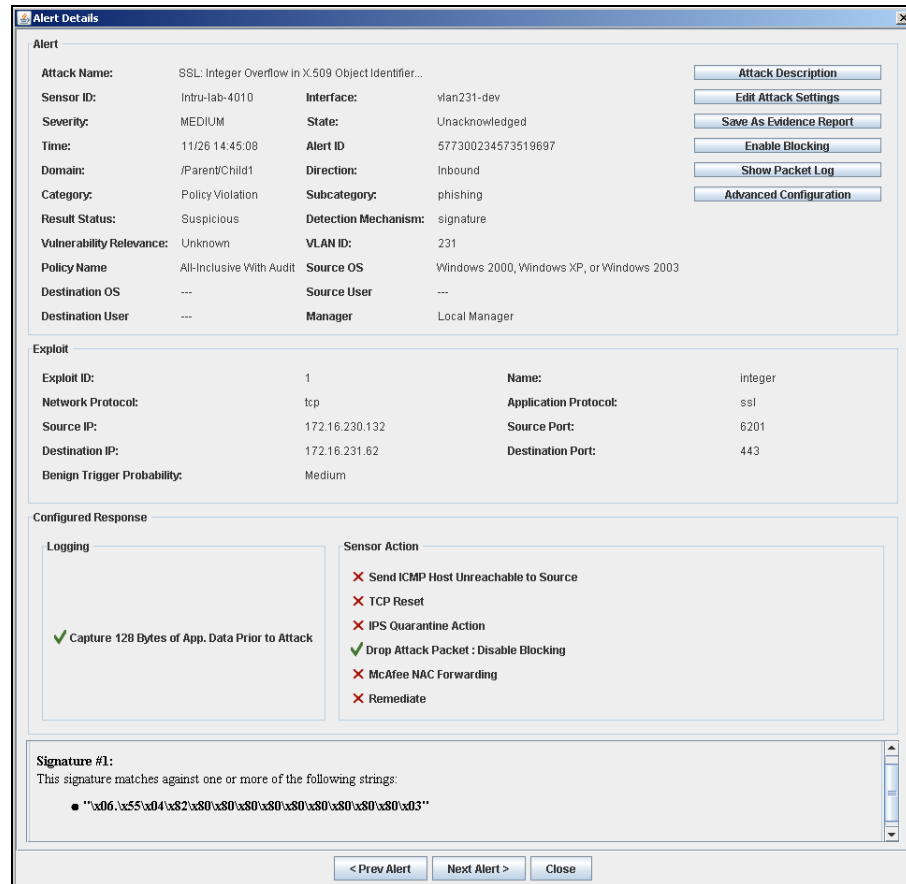 Alert Details
Alert
Attack Name: SSL: Integer Overflow in X.509 Object Identifier... Attack Description
Sensor ID: Intru-lab-4010 Interface: vlan231-dev Edit Attack Settings
Severity: MEDIUM State: Unacknowledged Save As Evidence Report
Time: 11/26 14:45:08 Alert ID 577300234573519697 Enable Blocking
Domain: /Parent/Child1 Direction: Inbound Show Packet Log
Category: Policy Violation Subcategory: phishing Advanced Configuration
Result Status: Suspicious Detection Mechanism: signature
Vulnerability Relevance: Unknown VLAN ID: 231
Policy Name All-Inclusive With Audit Source OS Windows 2000, Windows XP, or Windows 2003
Destination OS --- Source User ---
Destination User --- Manager Local Manager
Exploit
Exploit ID: 1 Name: integer
Network Protocol: tcp Application Protocol: ssl
Source IP: 172.16.230.132 Source Port: 6201
Destination IP: 172.16.231.62 Destination Port: 443
Benign Trigger Probability: Medium
Configured Response
Logging
Capture 128 Bytes of App. Data Prior to Attack
Sensor Action
Send ICMP Host Unreachable to Source
TCP Reset
IPS Quarantine Action
Drop Attack Packet : Disable Blocking
McAfee NAC Forwarding
Remediate
Signature #1:
This signature matches against one or more of the following strings:
"\x06.\x55\x04\x82\x80\x80\x80\x80\x80\x80\x80\x80\x80\x03"
< Prev Alert Next Alert > Close